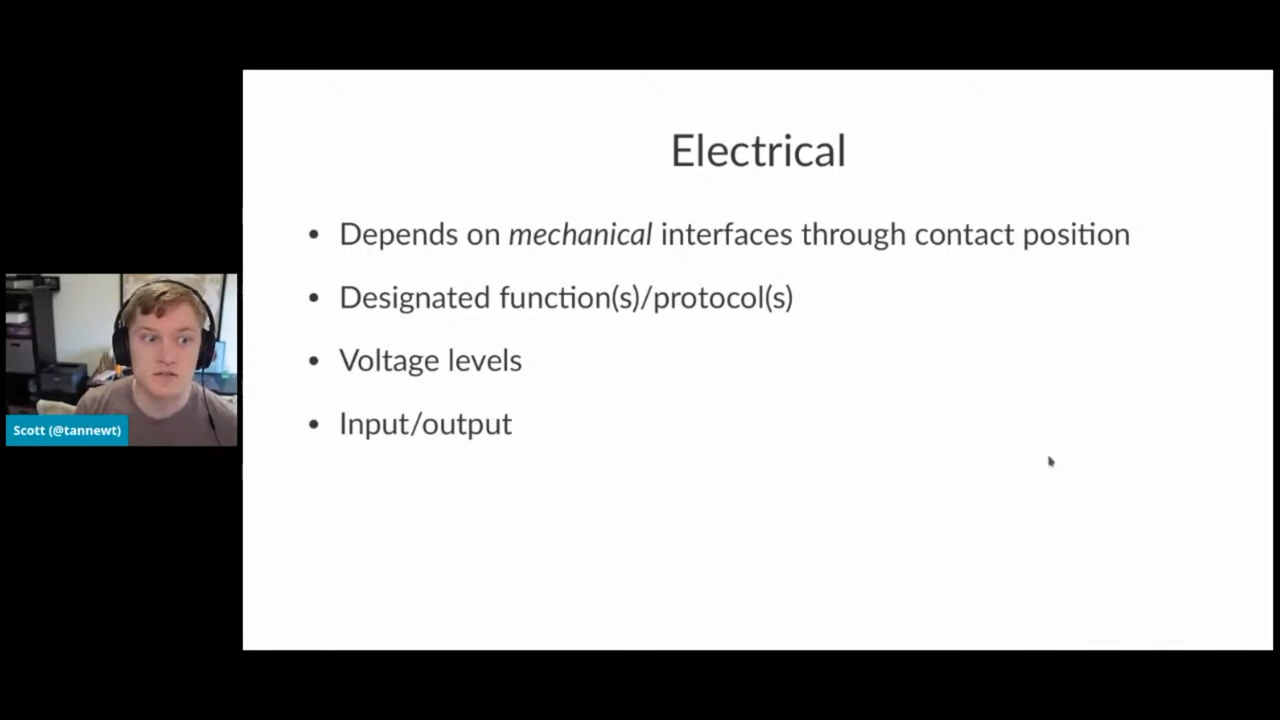 Electrical
• Depends on mechanical interfaces through contact position
• Designated function(s)/protocol(s)
• Voltage levels
• Input/output
Scott (@tannewt)